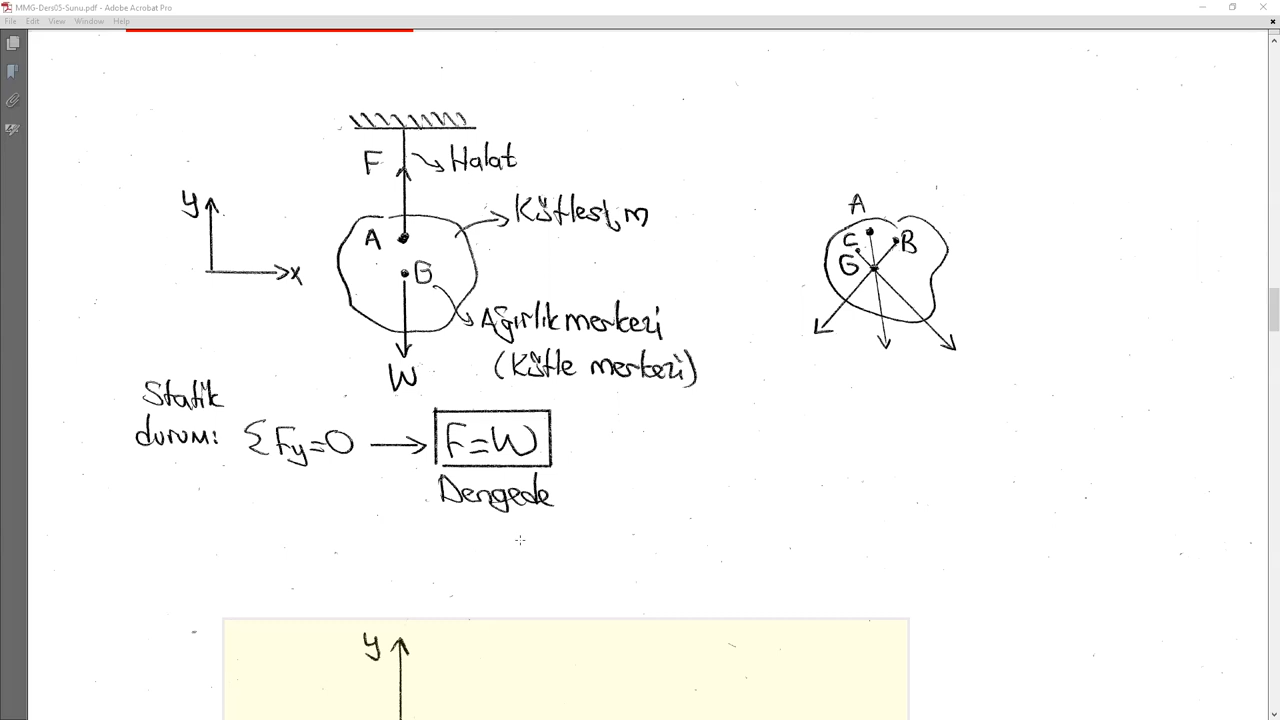 MMG-Ders05-Sunu.pdf - Adobe Acrobat Pro
File Edit View Window Help
F
Halat
y
x
A
Kütlesi, m
G
Ağırlık merkezi
(Kütle merkezi)
W
A
C
B
G
Statik
durum: ΣFy=0 → F=W
Dengede
y